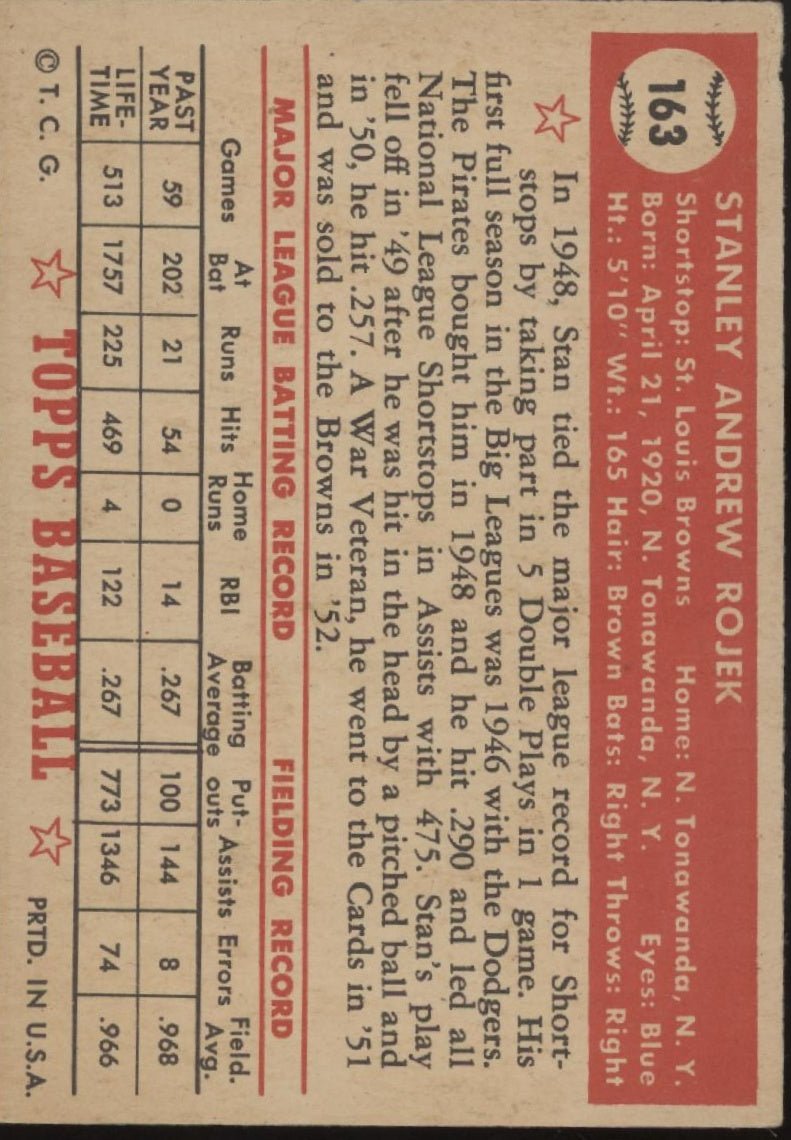 163
STANLEY ANDREW ROJEK
Shortstop: St. Louis Browns Home: N. Tonawanda, N. Y.
Born: April 21, 1920, N. Tonawanda, N. Y. Eyes: Blue
Ht.: 5'10" Wt.: 165 Hair: Brown Bats: Right Throws: Right
In 1948, Stan tied the major league record for Short-
stops by taking part in 5 Double Plays in 1 game. His
first full season in the Big Leagues was 1946 with the Dodgers.
The Pirates bought him in 1948 and he hit .290 and led all
National League Shortstops in Assists with 475. Stan's play
fell off in '49 after he was hit in the head by a pitched ball and
in '50, he hit .257. A War Veteran, he went to the Cards in '51
and was sold to the Browns in '52.
MAJOR LEAGUE BATTING RECORD FIELDING RECORD
Games At Bat Runs Hits Home Runs RBI Batting Average Put-outs Assists Errors Field. Avg.
PAST YEAR 59 202 21 54 0 14 .267 100 144 8 .968
LIFE-TIME 513 1757 225 469 4 122 .267 773 1346 74 .966
© T. C. G. TOPPS BASEBALL PRTD. IN U.S.A.